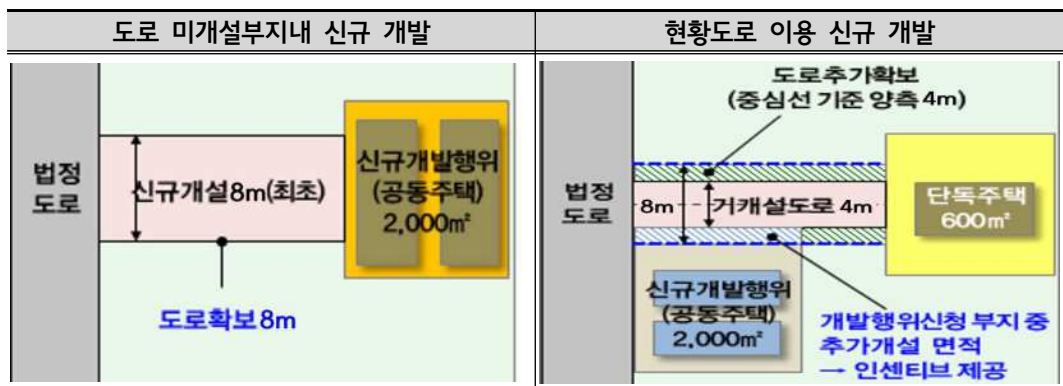 도로 미개설부지내 신규 개발
현황도로 이용 신규 개발
법정
도로
신규개설8m(최초)
신규개발행위
(공동주택)
2,000㎡
도로확보8m
도로추가확보
(중심선 기준 양측4m)
법정
도로
8m
거캐설도로 4m
단독주택
600㎡
신규개발행위
(공동주택)
2,000㎡
개발행위신청 부지 중
추가개설 면적
→ 인센티브 제공